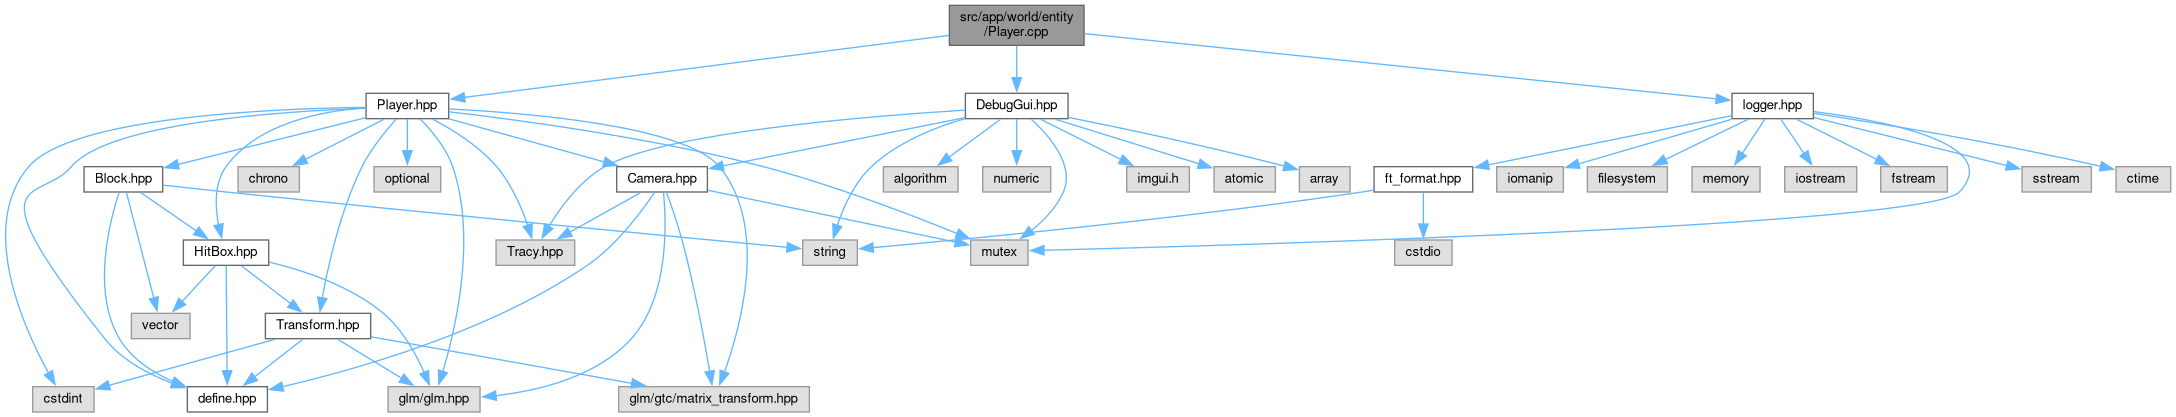 src/app/world/entity
/Player.cpp
Player.hpp
DebugGui.hpp
logger.hpp
Block.hpp
chrono
optional
Camera.hpp
algorithm
numeric
imgui.h
atomic
array
ft_format.hpp
iomanip
filesystem
memory
iostream
fstream
sstream
ctime
HitBox.hpp
Tracy.hpp
string
mutex
cstdio
vector
Transform.hpp
cstdint
define.hpp
glm/glm.hpp
glm/gtc/matrix_transform.hpp